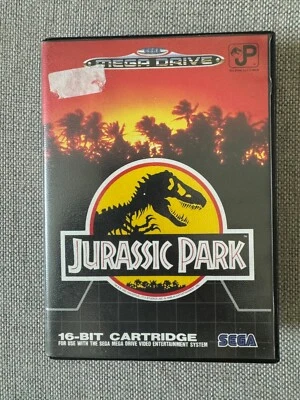 SEGA
MEGA DRIVE
JP
JURASSIC PARK
16-BIT CARTRIDGE
FOR USE WITH THE SEGA MEGA DRIVE VIDEO ENTERTAINMENT SYSTEM
SEGA